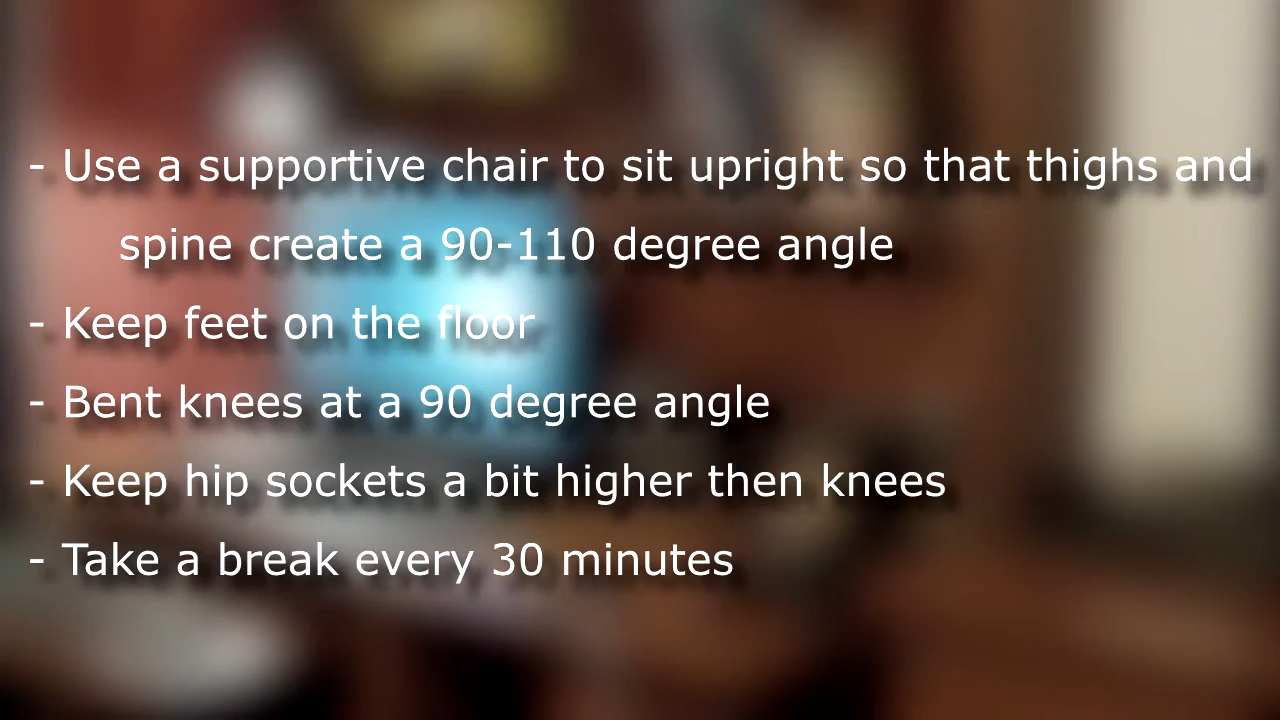 - Use a supportive chair to sit upright so that thighs and
spine create a 90-110 degree angle
- Keep feet on the floor
- Bent knees at a 90 degree angle
- Keep hip sockets a bit higher then knees
- Take a break every 30 minutes